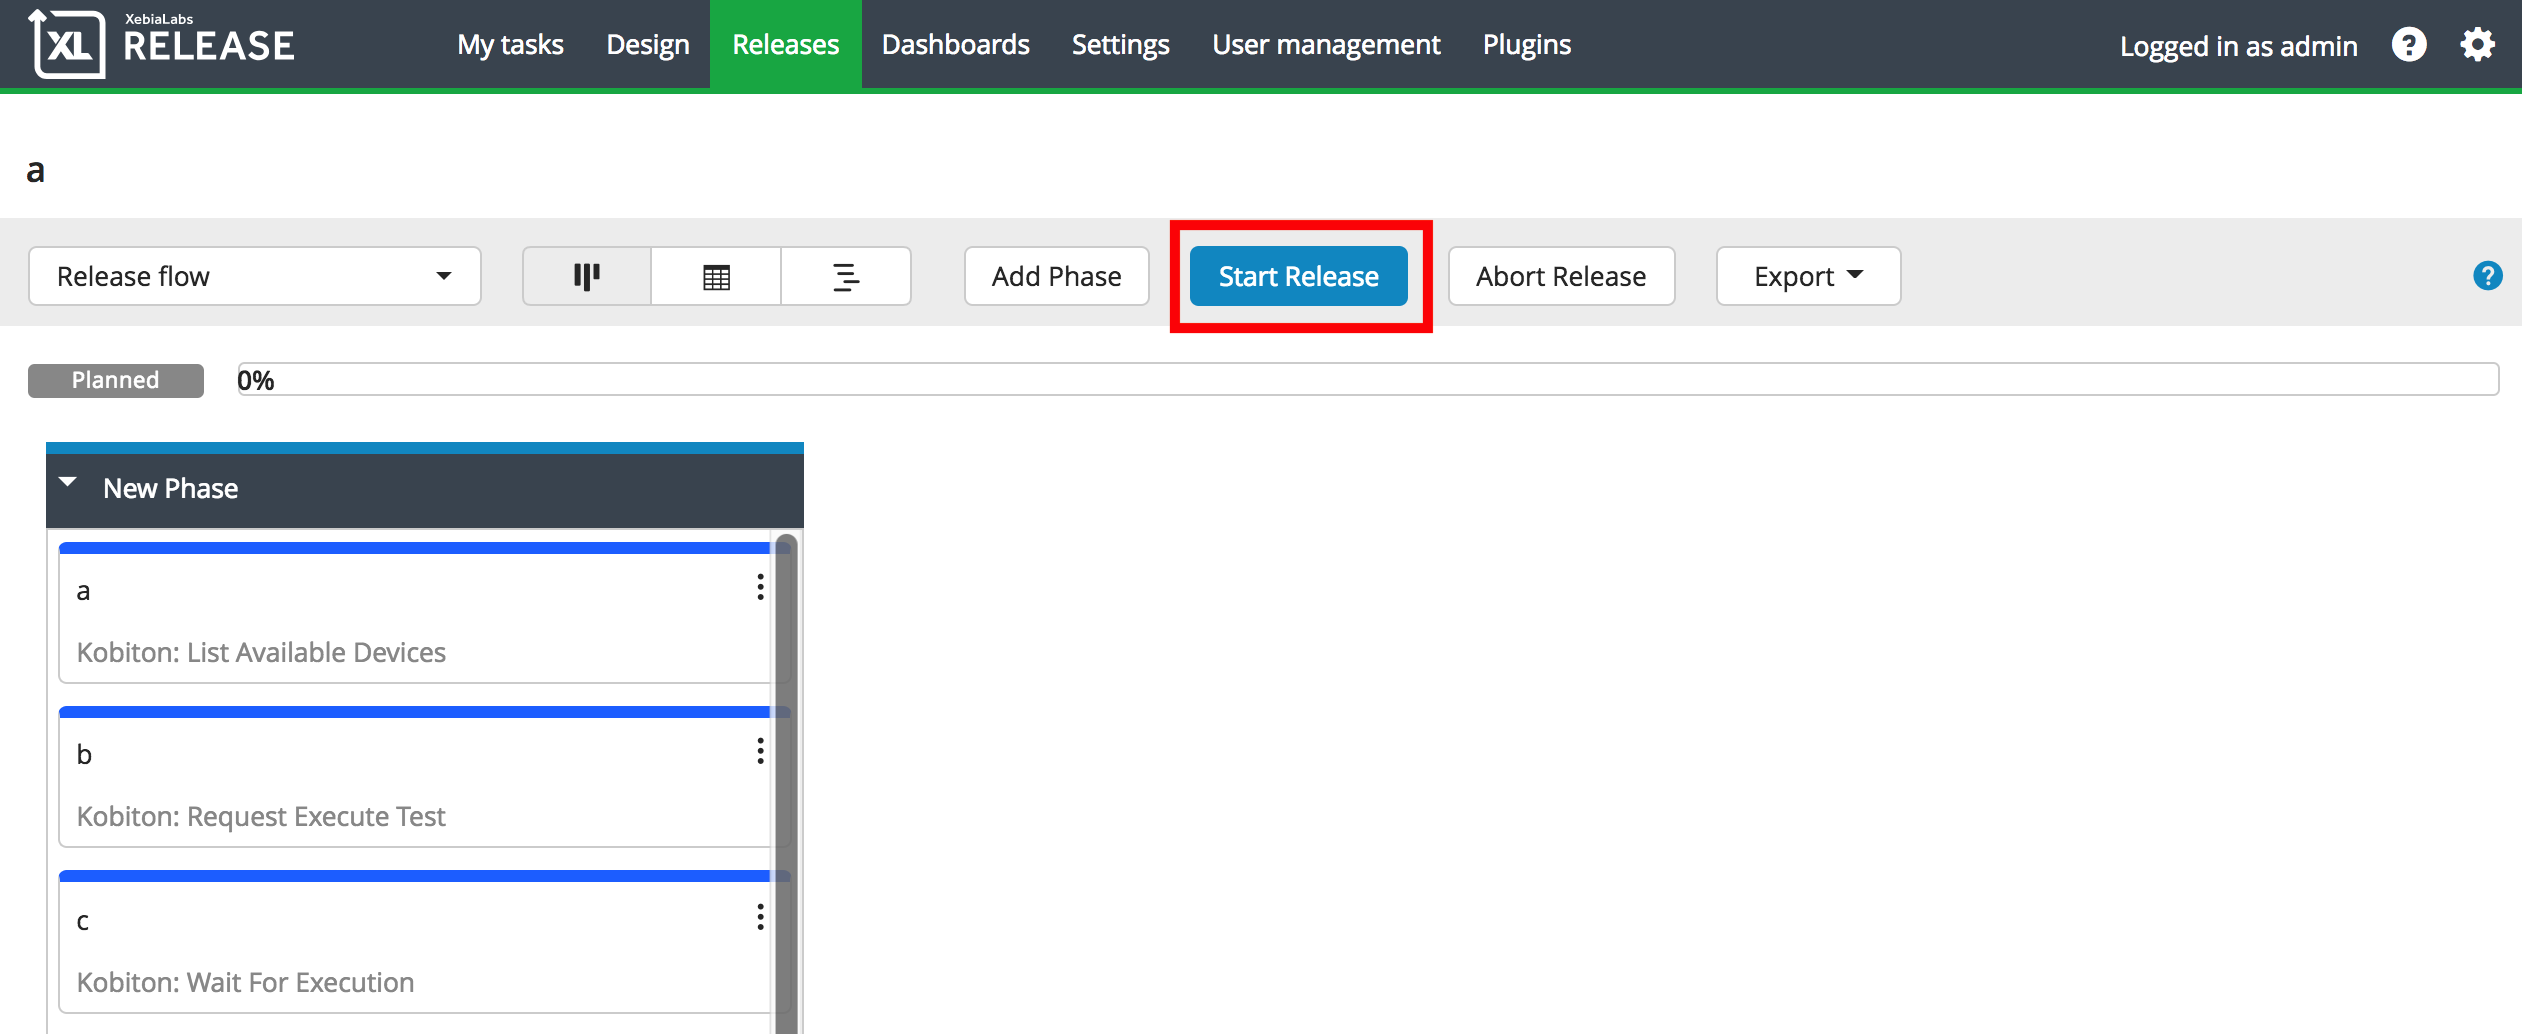 XebiaLabs
XL RELEASE
My tasks Design Releases Dashboards Settings User management Plugins Logged in as admin ?
a
Release flow Add Phase Start Release Abort Release Export ?
Planned 0%
New Phase
a
Kobiton: List Available Devices
b
Kobiton: Request Execute Test
c
Kobiton: Wait For Execution